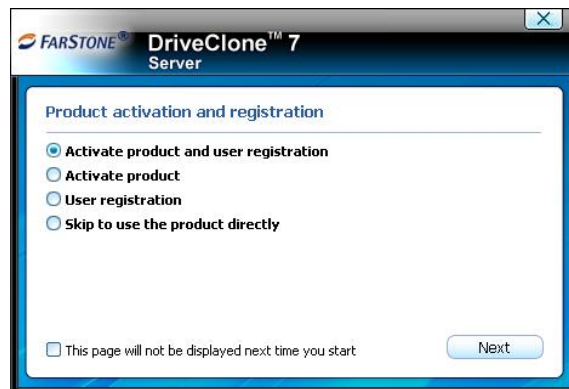 FARSTONE® DriveClone™ 7
Server
Product activation and registration
Activate product and user registration
Activate product
User registration
Skip to use the product directly
This page will not be displayed next time you start
Next